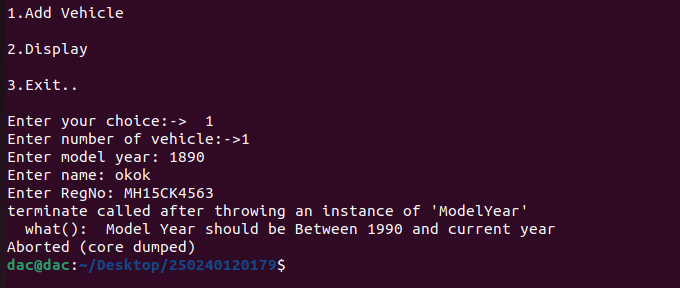 1.Add Vehicle
2.Display
3.Exit..
Enter your choice:->  1
Enter number of vehicle:->1
Enter model year: 1890
Enter name: okok
Enter RegNo: MH15CK4563
terminate called after throwing an instance of 'ModelYear'
  what():  Model Year should be Between 1990 and current year
Aborted (core dumped)
dac@dac:~/Desktop/250240120179$